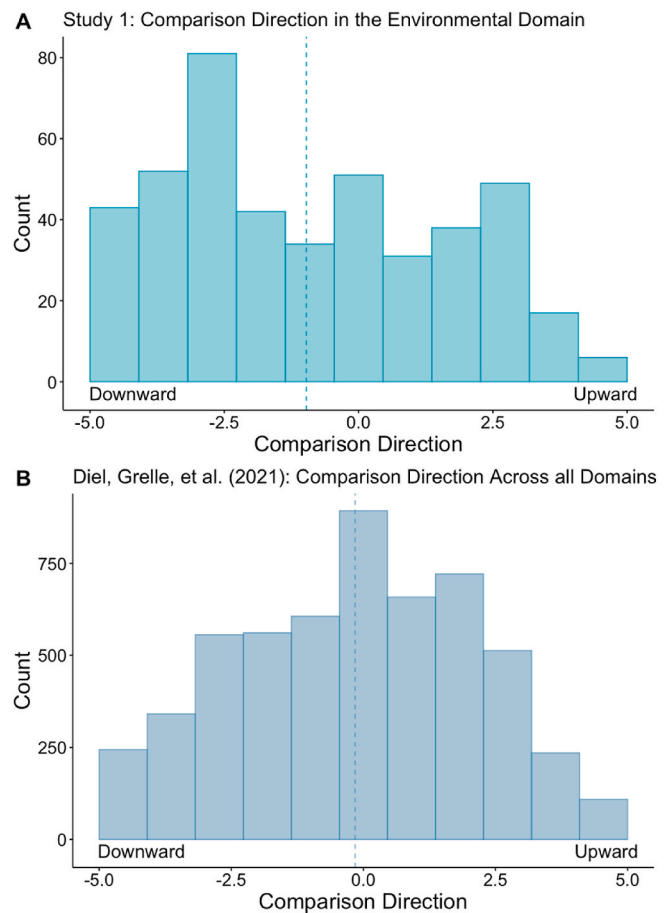 A Study 1: Comparison Direction in the Environmental Domain
80
60
40
20
0
Count
Downward Upward
-5.0 -2.5 0.0 2.5 5.0
Comparison Direction
B Diel, Grelle, et al. (2021): Comparison Direction Across all Domains
750
500
250
0
Count
Downward Upward
-5.0 -2.5 0.0 2.5 5.0
Comparison Direction